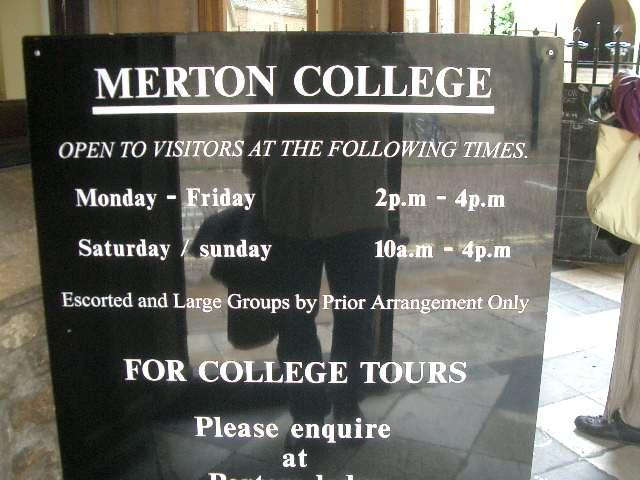 MERTON COLLEGE
OPEN TO VISITORS AT THE FOLLOWING TIMES.
Monday - Friday 2p.m - 4p.m
Saturday / sunday 10a.m - 4p.m
Escorted and Large Groups by Prior Arrangement Only
FOR COLLEGE TOURS
Please enquire
at